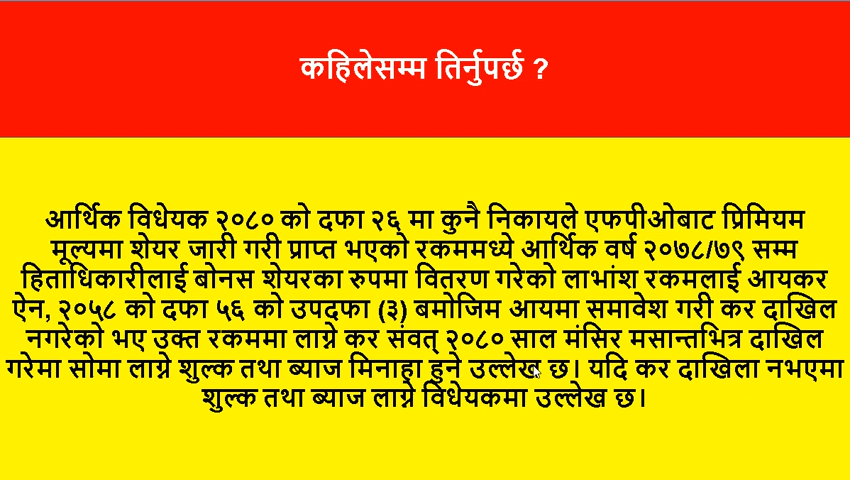 कहिलेसम्म तिर्नुपर्छ ?
आर्थिक विधेयक २०८० को दफा २६ मा कुनै निकायले एफपीओबाट प्रिमियम
मूल्यमा शेयर जारी गरी प्राप्त भएको रकममध्ये आर्थिक वर्ष २०७८/७९ सम्म
हिताधिकारीलाई बोनस शेयरका रुपमा वितरण गरेको लाभांश रकमलाई आयकर
ऐन, २०५८ को दफा ५६ को उपदफा (३) बमोजिम आयमा समावेश गरी कर दाखिल
नगरेको भए उक्त रकममा लाग्ने कर संवत् २०८० साल मंसिर मसान्तभित्र दाखिल
गरेमा सोमा लाग्ने शुल्क तथा ब्याज मिनाहा हुने उल्लेख छ। यदि कर दाखिला नभएमा
शुल्क तथा ब्याज लाग्ने विधेयकमा उल्लेख छ।